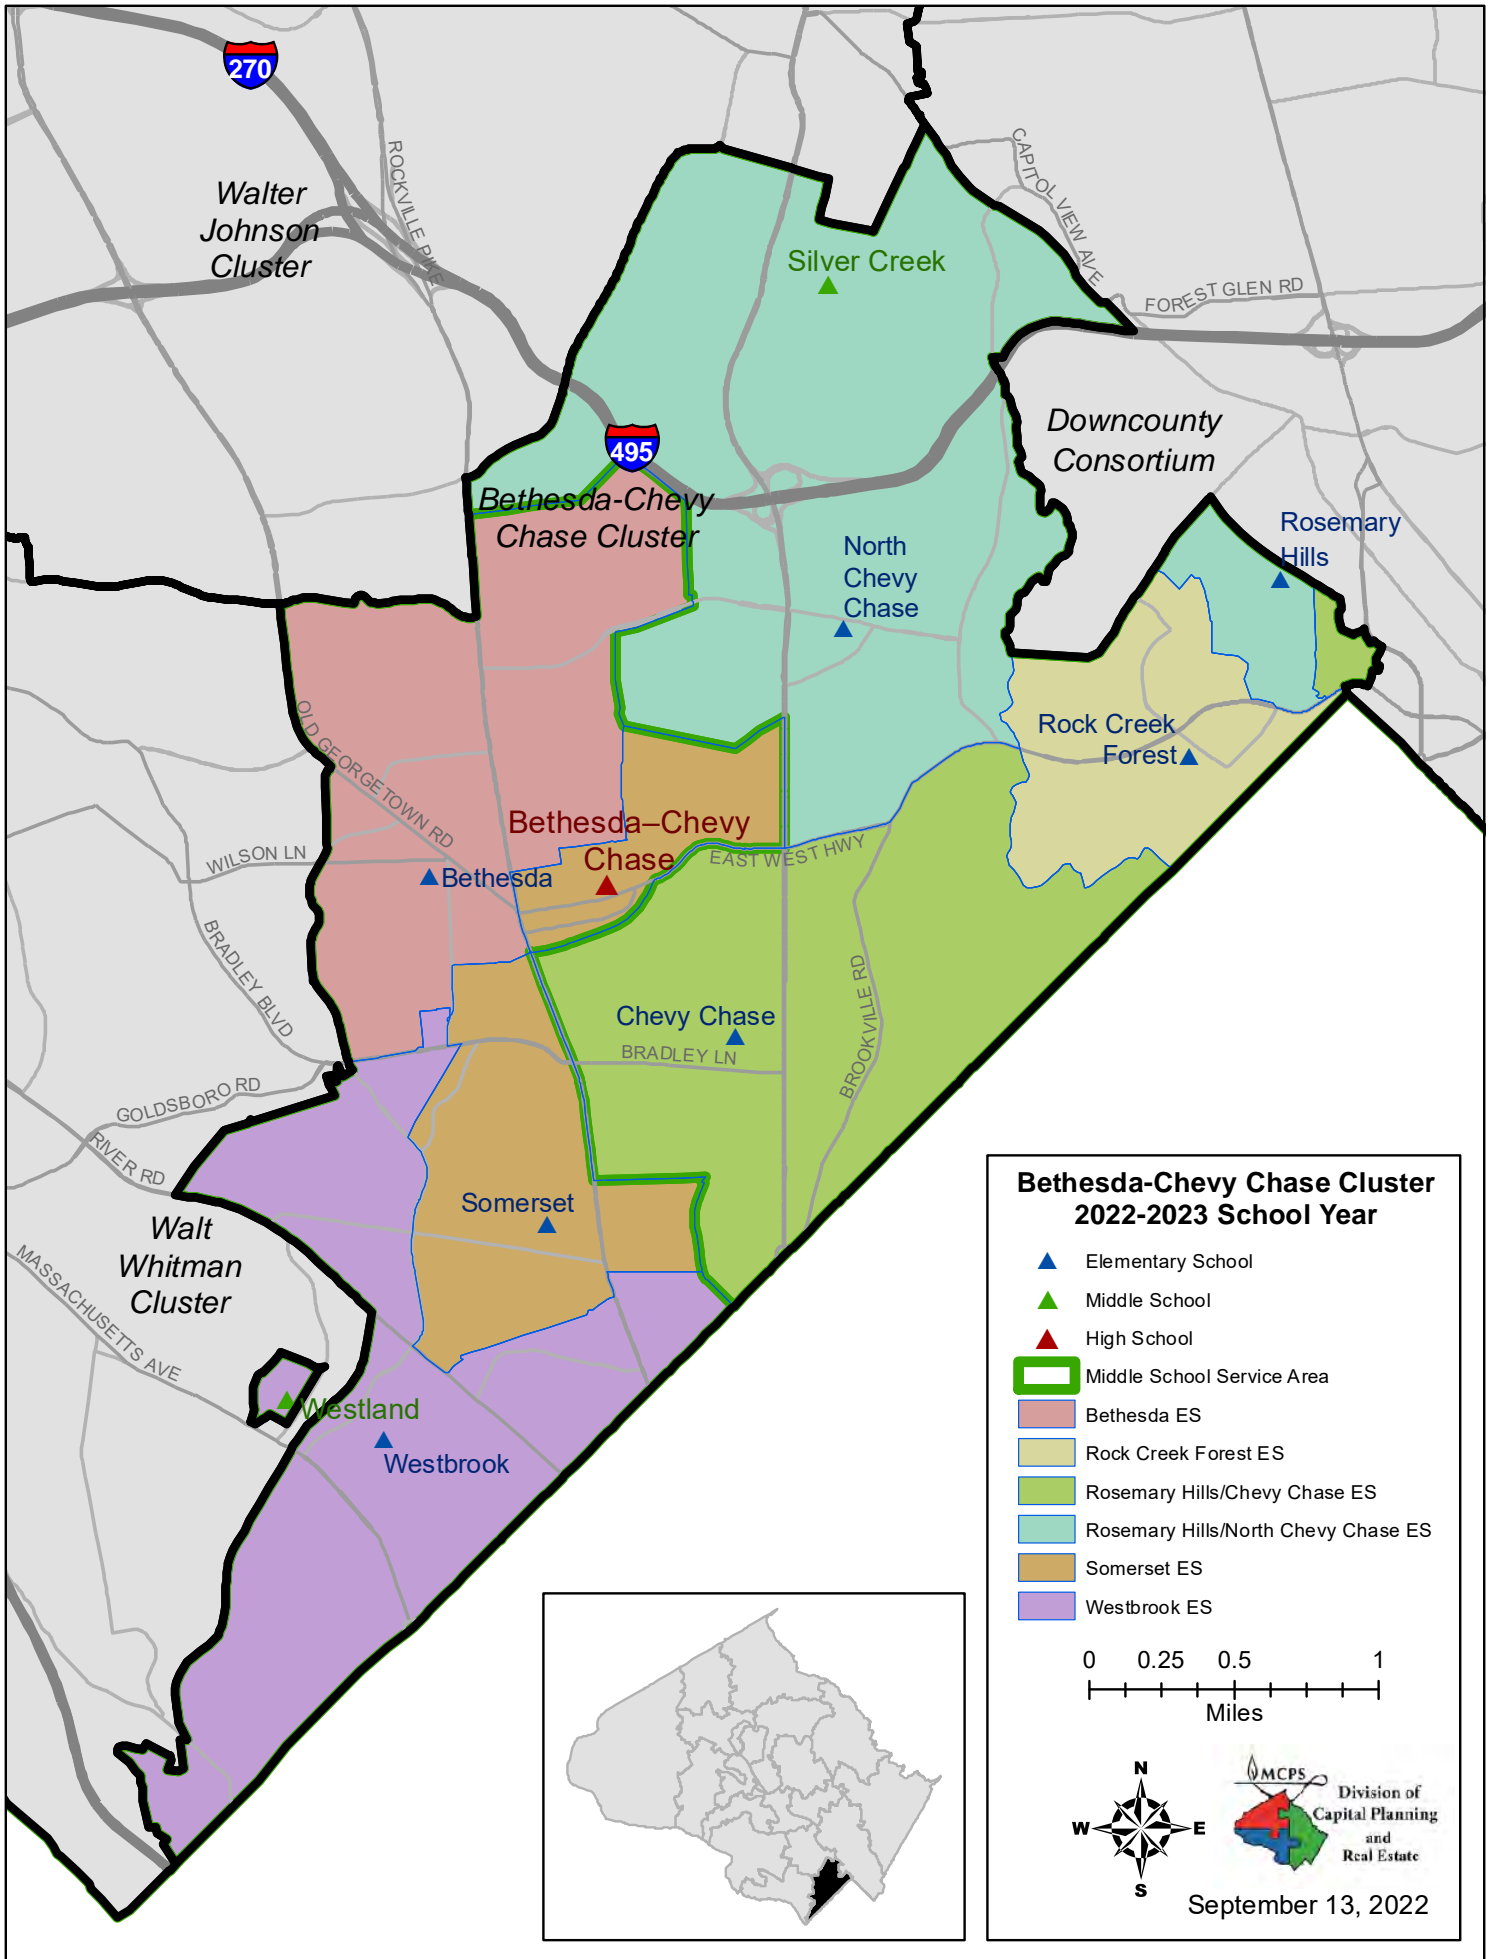 270
ROCKVILLE PIKE
Walter
Johnson
Cluster
CAPITOL VIEW AVE
Silver Creek
FOREST GLEN RD
Downcounty
Consortium
495
Bethesda-Chevy
Chase Cluster
North
Chevy
Chase
Rosemary
Hills
Rock Creek
Forest
OLD GEORGETOWN RD
Bethesda–Chevy
Chase
EAST WEST HWY
WILSON LN
Bethesda
BRADLEY BLVD
BROOKVILLE RD
Chevy Chase
BRADLEY LN
GOLDSBORO RD
RIVER RD
Somerset
Walt
Whitman
Cluster
MASSACHUSETTS AVE
Westland
Westbrook
Bethesda-Chevy Chase Cluster
2022-2023 School Year
Elementary School
Middle School
High School
Middle School Service Area
Bethesda ES
Rock Creek Forest ES
Rosemary Hills/Chevy Chase ES
Rosemary Hills/North Chevy Chase ES
Somerset ES
Westbrook ES
0 0.25 0.5 1
Miles
N
W E
S
MCPS
Division of
Capital Planning
and
Real Estate
September 13, 2022